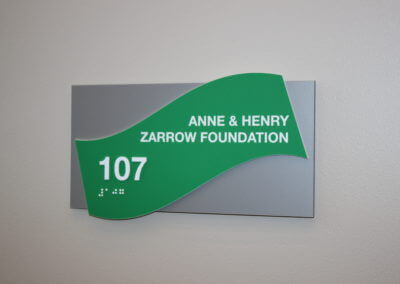 ANNE & HENRY
ZARROW FOUNDATION
107
⠼⠁⠚⠛